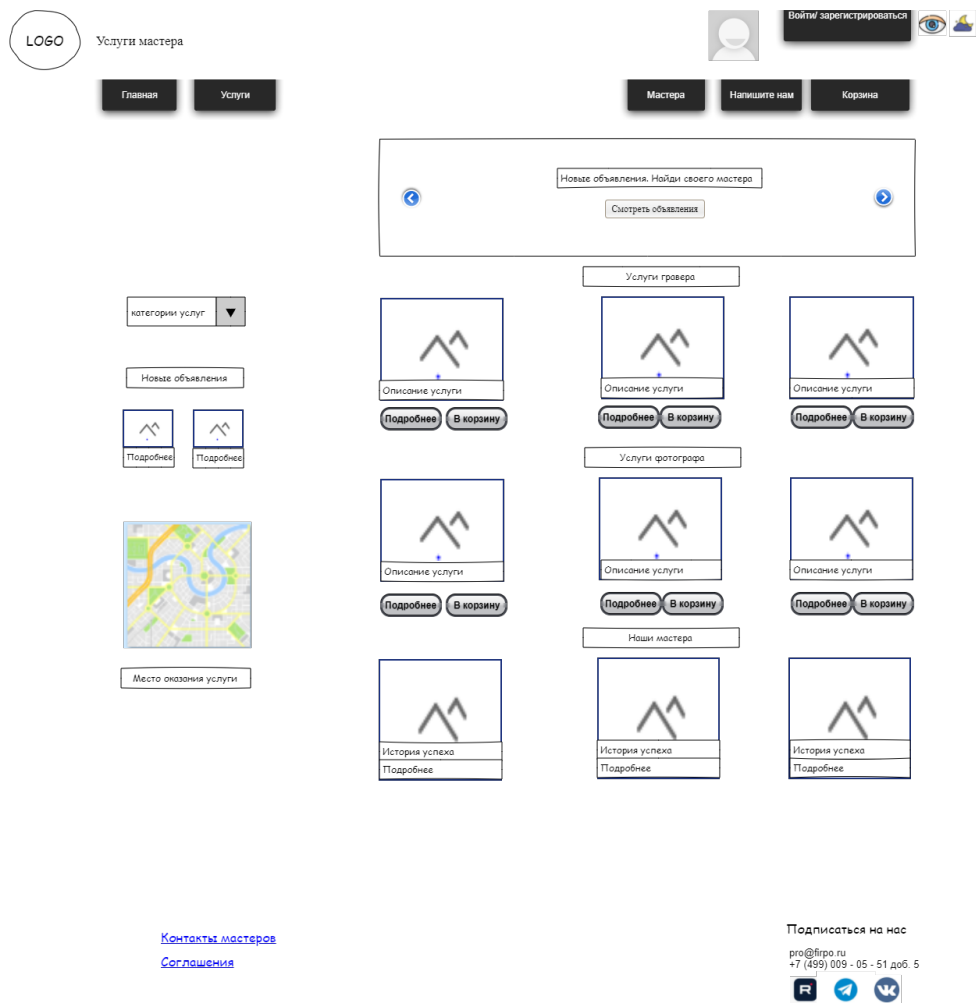 LOGO
Услуги мастера
Войти/ зарегистрироваться
Главная
Услуги
Мастера
Напишите нам
Корзина
Новые объявления. Найди своего мастера
Смотреть объявления
Услуги гравера
категории услуг
Новые объявления
Подробнее
Подробнее
Место оказания услуги
Описание услуги
Описание услуги
Описание услуги
Подробнее
В корзину
Подробнее
В корзину
Подробнее
В корзину
Услуги фотографа
Описание услуги
Описание услуги
Описание услуги
Подробнее
В корзину
Подробнее
В корзину
Подробнее
В корзину
Наши мастера
История успеха
История успеха
История успеха
Подробнее
Подробнее
Подробнее
Контакты мастеров
Соглашения
Подписаться на нас
pro@firpo.ru
+7 (499) 009 - 05 - 51 доб. 5
R